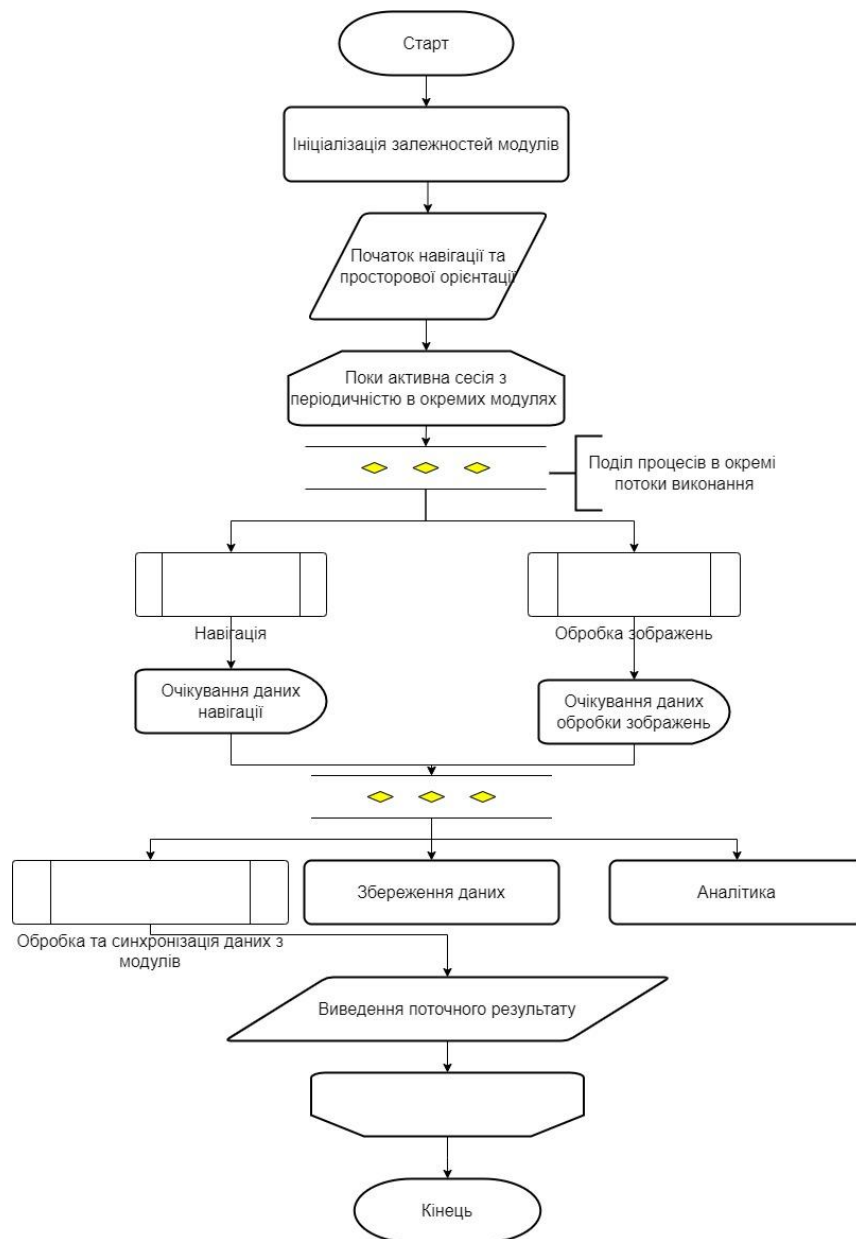 Старт
Ініціалізація залежностей модулів
Початок навігації та
просторової орієнтації
Поки активна сесія з
періодичністю в окремих модулях
Поділ процесів в окремі
потоки виконання
Навігація
Обробка зображень
Очікування даних
навігації
Очікування даних
обробки зображень
Обробка та синхронізація даних з
модулів
Збереження даних
Аналітика
Виведення поточного результату
Кінець